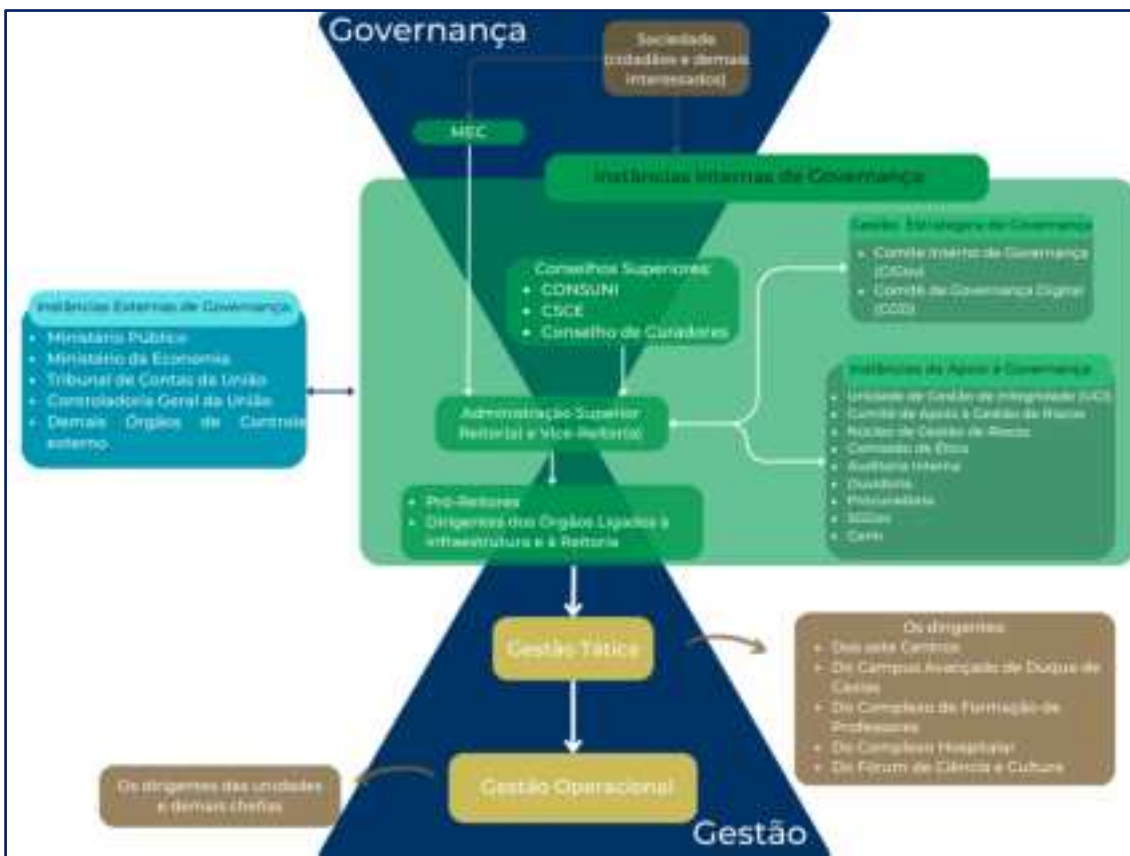 Governança
Sociedade
(cidadãos e demais
interessados)
MEC
Instâncias Internas de Governança
Gestão Estratégica de Governança
• Comitê Interno de Governança
• Comitê de Governança Digital
(CGD)
Conselhos Superiores:
• CONSUNI
• CSCE
• Conselho de Curadores
Instâncias Externas de Governança
• Ministério Público
• Ministério da Economia
• Tribunal de Contas da União
• Controladoria Geral da União
• Demais Órgãos de Controle
externo
Instâncias de Apoio à Governança
• Unidade de Gestão de Integridade (UGI)
• Comitê de Apoio à Gestão de Riscos
• Núcleo de Gestão de Riscos
• Comissão de Ética
• Auditoria Interna
• Ouvidoria
• Procuradoria
Administração Superior
Reitor(a) e Vice-Reitor(a)
• Pró-Reitores
• Dirigentes dos Órgãos Ligados à
Infraestrutura e à Reitoria
Gestão Tática
Os dirigentes
• Dos sete Centros
• Do Campus Avançado de Duque de
Caxias
• Do Complexo de Formação de
Professores
• Do Complexo Hospitalar
• Do Fórum de Ciência e Cultura
Gestão Operacional
Os dirigentes das unidades
e demais chefias
Gestão